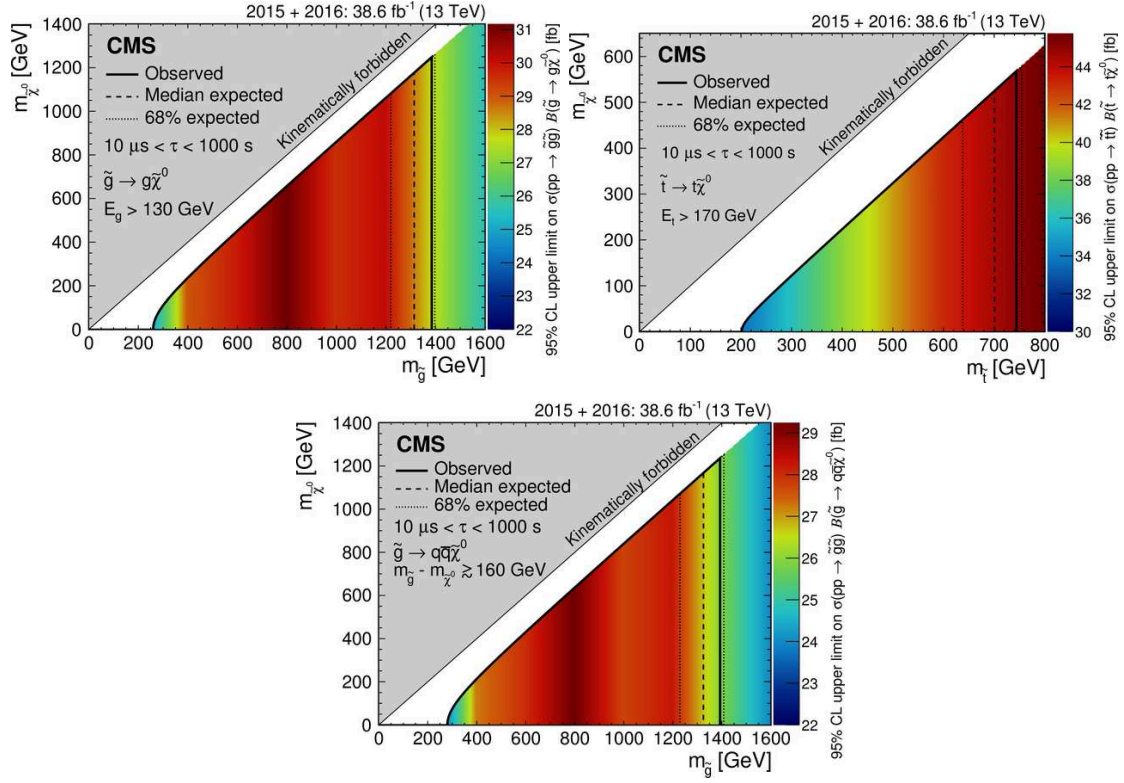 2015 + 2016: 38.6 fb⁻¹ (13 TeV)
CMS
Observed
Median expected
68% expected
10 μs < τ < 1000 s
g̃ → gχ̃⁰
E_g > 130 GeV
Kinematically forbidden
m_χ̃⁰ [GeV]
1400
1200
1000
800
600
400
200
0
0 200 400 600 800 1000 1200 1400 1600
m_g̃ [GeV]
31
30
29
28
27
26
25
24
23
22
95% CL upper limit on σ(pp → g̃g̃) B(g̃ → gχ̃⁰) [fb]
2015 + 2016: 38.6 fb⁻¹ (13 TeV)
CMS
Observed
Median expected
68% expected
10 μs < τ < 1000 s
t̃ → tχ̃⁰
E_t > 170 GeV
Kinematically forbidden
m_χ̃⁰ [GeV]
600
500
400
300
200
100
0
0 100 200 300 400 500 600 700 800
m_t̃ [GeV]
44
42
40
38
36
34
32
30
95% CL upper limit on σ(pp → t̃t̃) B(t̃ → tχ̃⁰) [fb]
2015 + 2016: 38.6 fb⁻¹ (13 TeV)
CMS
Observed
Median expected
68% expected
10 μs < τ < 1000 s
g̃ → qq̅χ̃⁰
m_g̃ - m_χ̃⁰ ≳ 160 GeV
Kinematically forbidden
m_χ̃⁰ [GeV]
1400
1200
1000
800
600
400
200
0
0 200 400 600 800 1000 1200 1400 1600
m_g̃ [GeV]
29
28
27
26
25
24
23
22
95% CL upper limit on σ(pp → g̃g̃) B(g̃ → qq̅χ̃⁰) [fb]